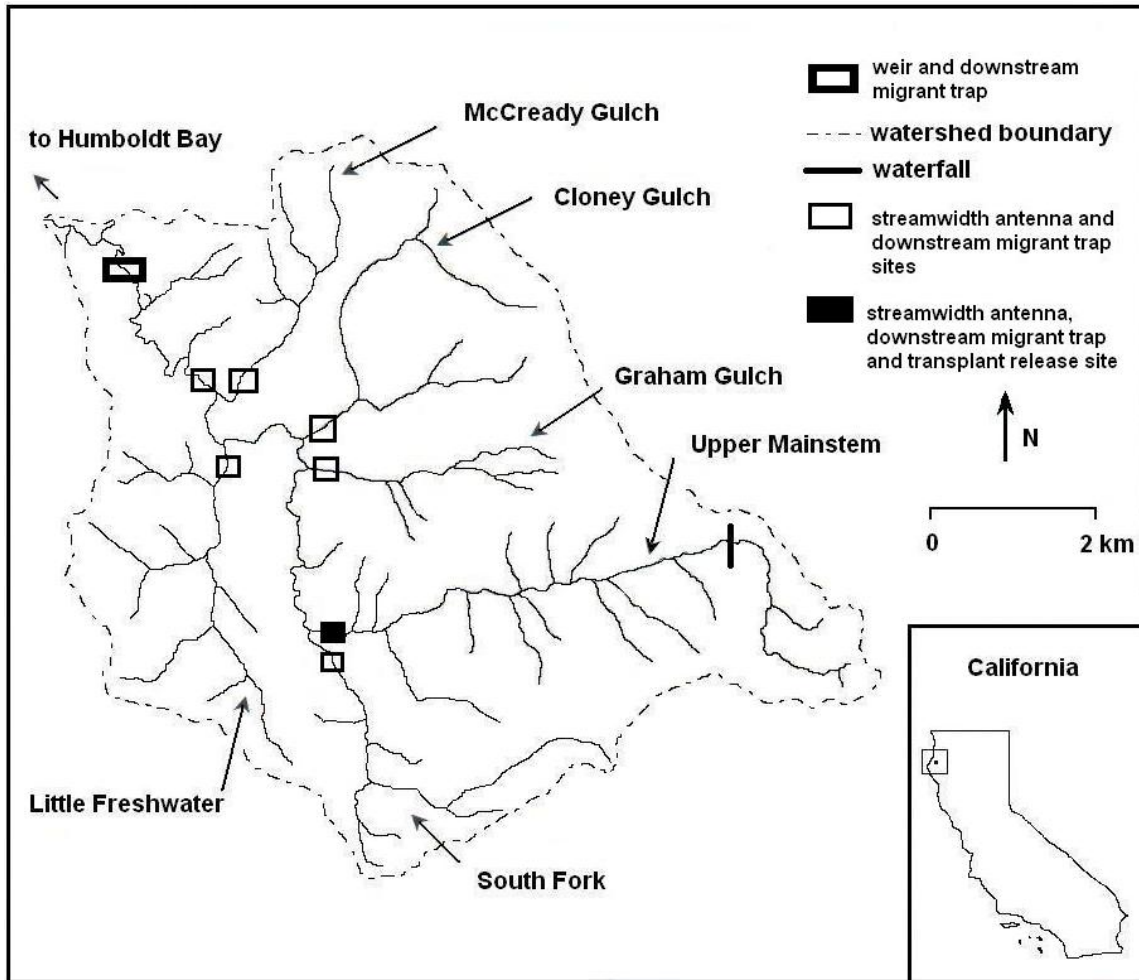 weir and downstream
migrant trap
McCready Gulch
to Humboldt Bay
watershed boundary
waterfall
Cloney Gulch
streamwidth antenna and
downstream migrant trap
sites
streamwidth antenna,
downstream migrant trap
and transplant release site
Graham Gulch
N
Upper Mainstem
0 2 km
California
Little Freshwater
South Fork